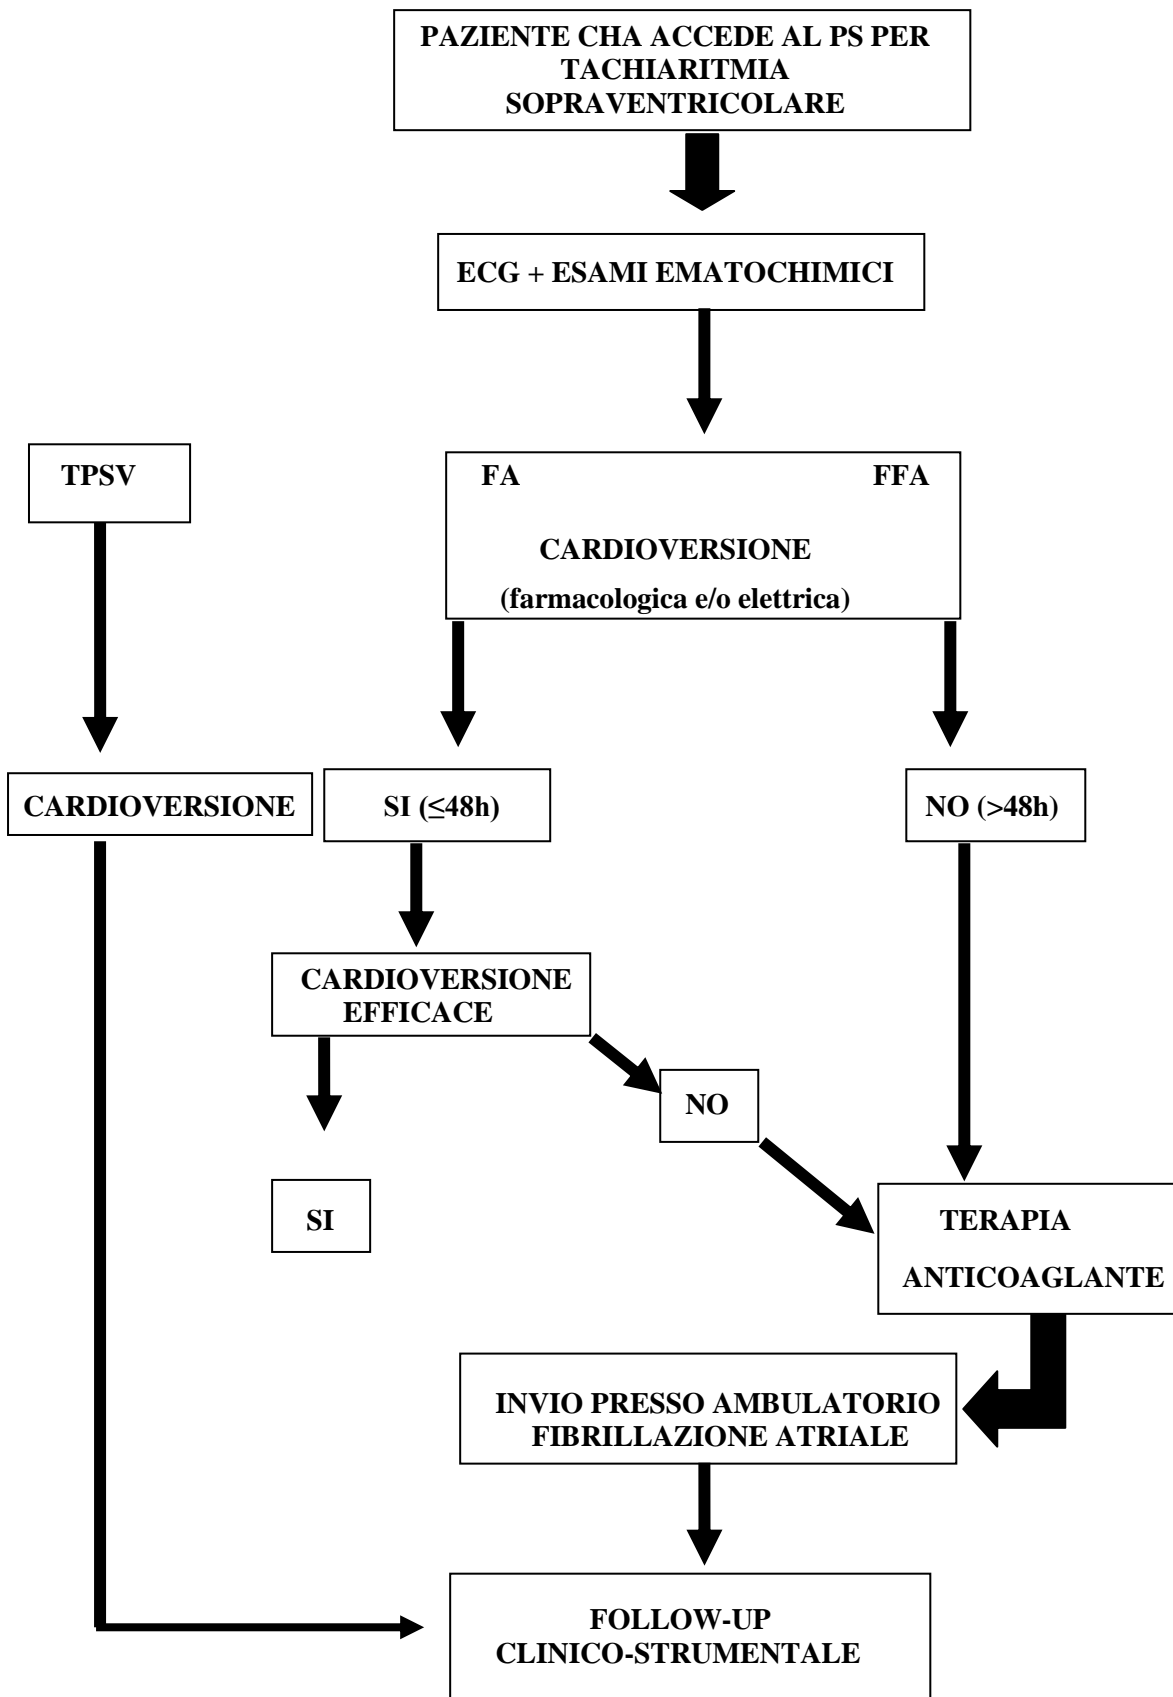 PAZIENTE CHA ACCEDE AL PS PER
TACHIARITMIA
SOPRAVENTRICOLARE
ECG + ESAMI EMATOCHIMICI
TPSV
FA FFA
CARDIOVERSIONE
(farmacologica e/o elettrica)
CARDIOVERSIONE
SI (≤48h)
NO (>48h)
CARDIOVERSIONE
EFFICACE
NO
SI
TERAPIA
ANTICOAGLANTE
INVIO PRESSO AMBULATORIO
FIBRILLAZIONE ATRIALE
FOLLOW-UP
CLINICO-STRUMENTALE